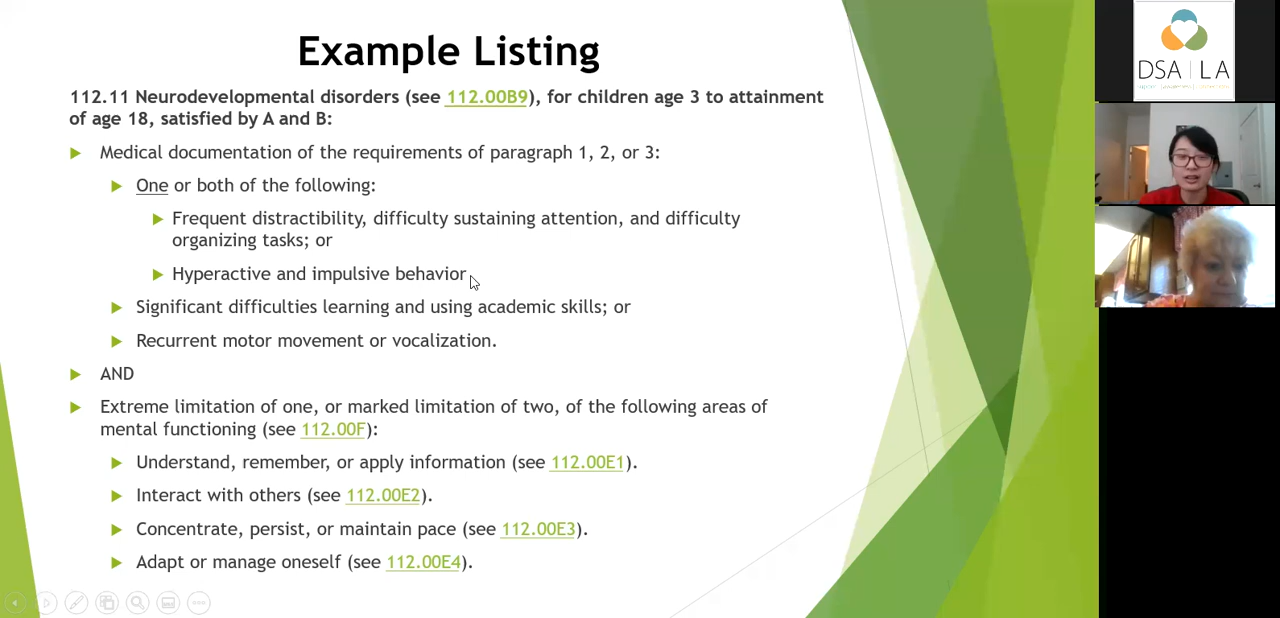 Example Listing
112.11 Neurodevelopmental disorders (see 112.00B9), for children age 3 to attainment
of age 18, satisfied by A and B:
Medical documentation of the requirements of paragraph 1, 2, or 3:
One or both of the following:
Frequent distractibility, difficulty sustaining attention, and difficulty
organizing tasks; or
Hyperactive and impulsive behavior
Significant difficulties learning and using academic skills; or
Recurrent motor movement or vocalization.
AND
Extreme limitation of one, or marked limitation of two, of the following areas of
mental functioning (see 112.00F):
Understand, remember, or apply information (see 112.00E1).
Interact with others (see 112.00E2).
Concentrate, persist, or maintain pace (see 112.00E3).
Adapt or manage oneself (see 112.00E4).
DSA | LA